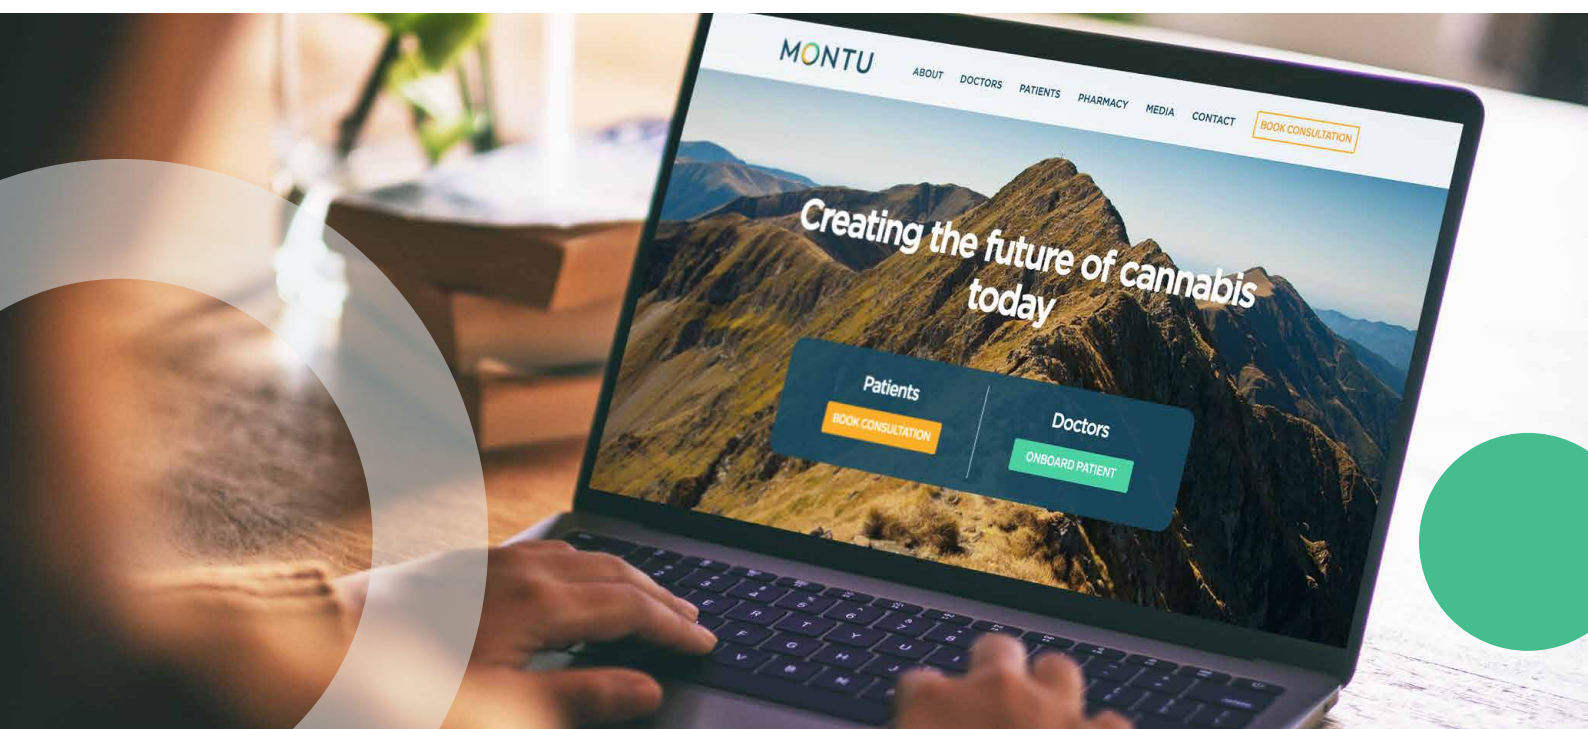 MONTU
ABOUT DOCTORS PATIENTS PHARMACY MEDIA CONTACT BOOK CONSULTATION
Creating the future of cannabis
today
Patients
BOOK CONSULTATION
Doctors
ONBOARD PATIENT